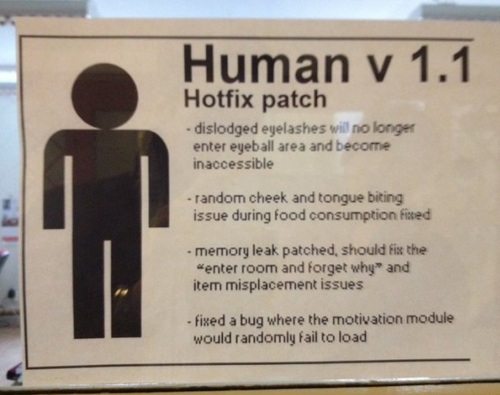 Human v 1.1
Hotfix patch
- dislodged eyelashes will no longer
enter eyeball area and become
inaccessible
- random cheek and tongue biting
issue during food consumption fixed
- memory leak patched, should fix the
"enter room and forget why" and
item misplacement issues
- fixed a bug where the motivation module
would randomly fail to load